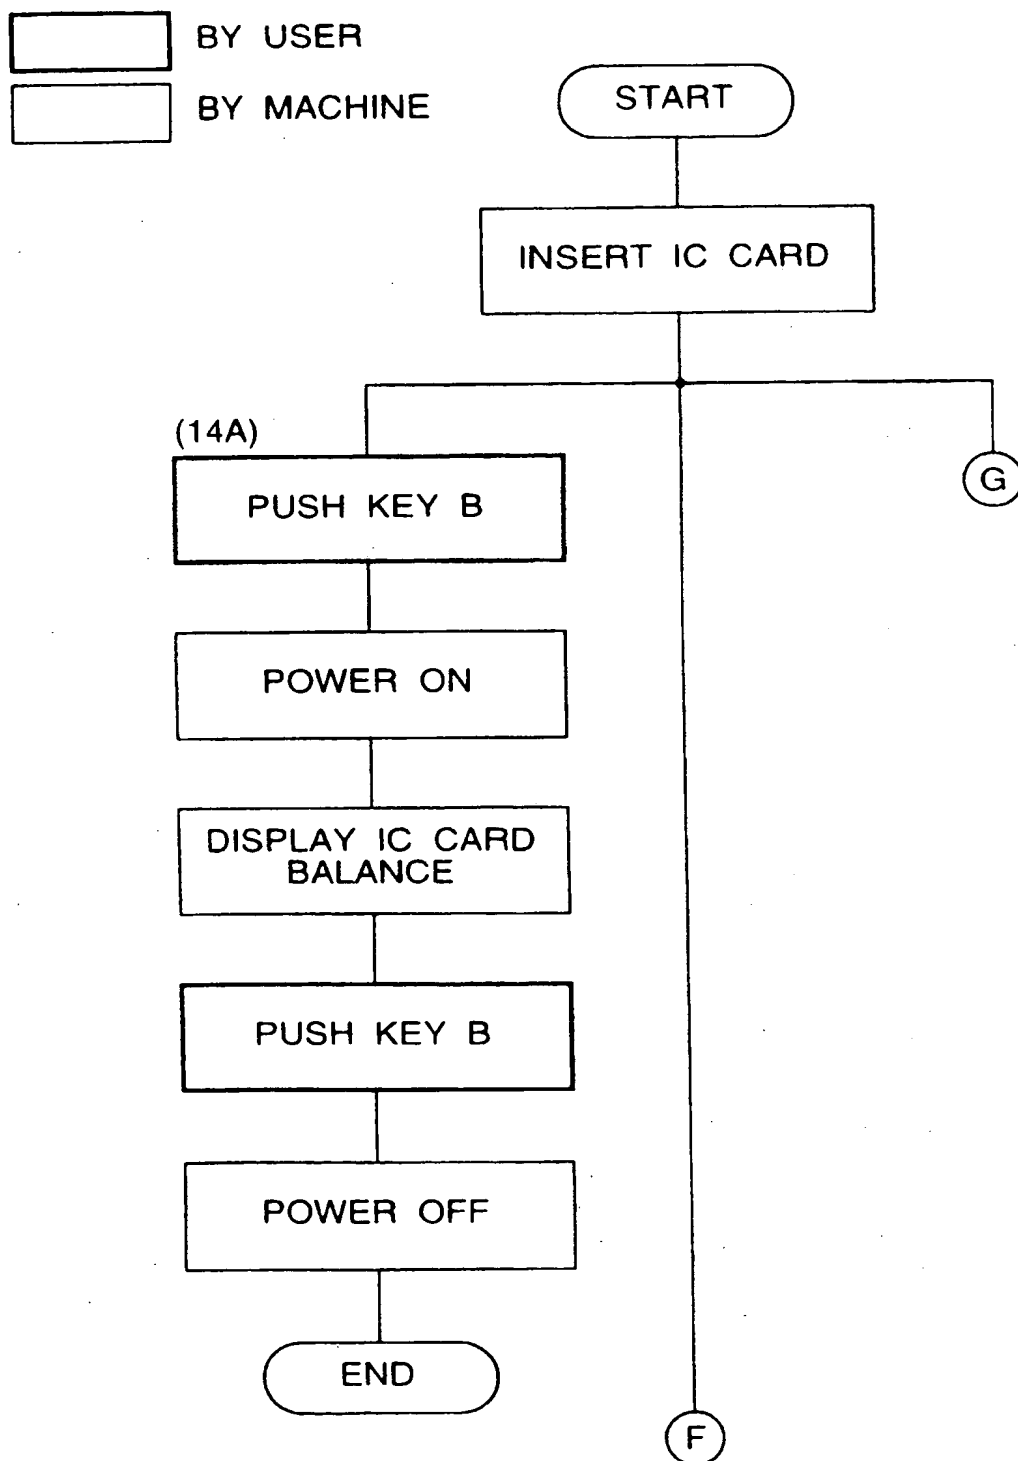 BY USER
BY MACHINE
START
INSERT IC CARD
(14A)
PUSH KEY B
G
POWER ON
DISPLAY IC CARD
BALANCE
PUSH KEY B
POWER OFF
END
F